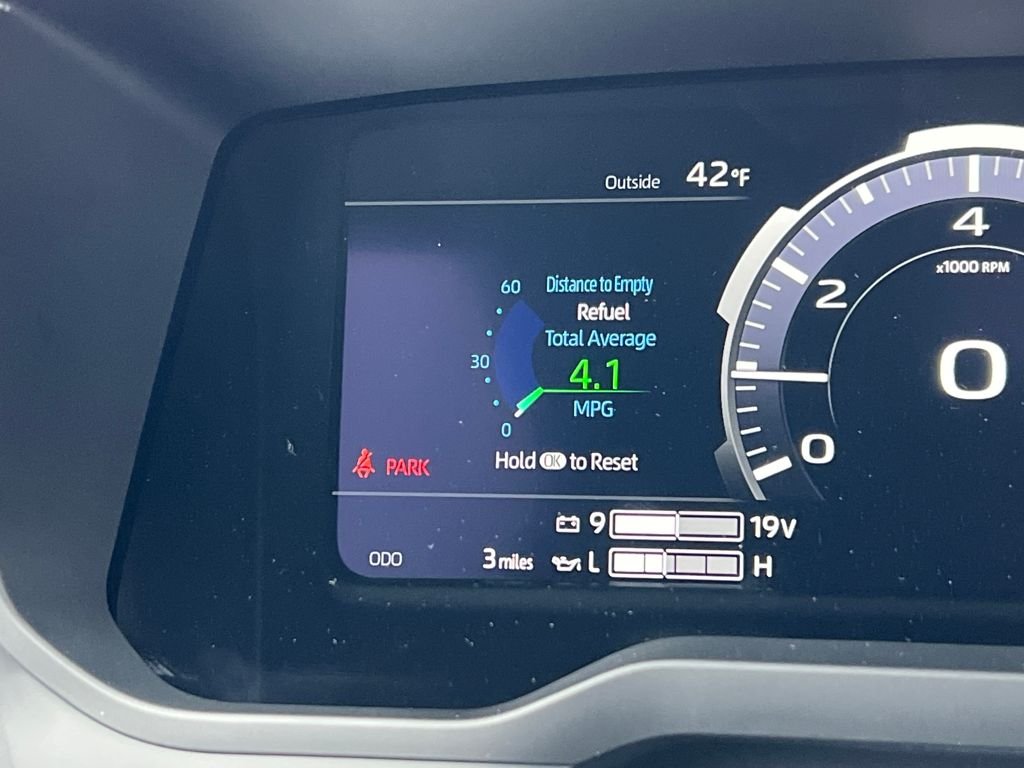 Outside 42°F
4
x1000 RPM
2
0
0
60 Distance to Empty
Refuel
Total Average
30
4.1
MPG
0
Hold OK to Reset
PARK
9 19V
ODO 3 miles L H